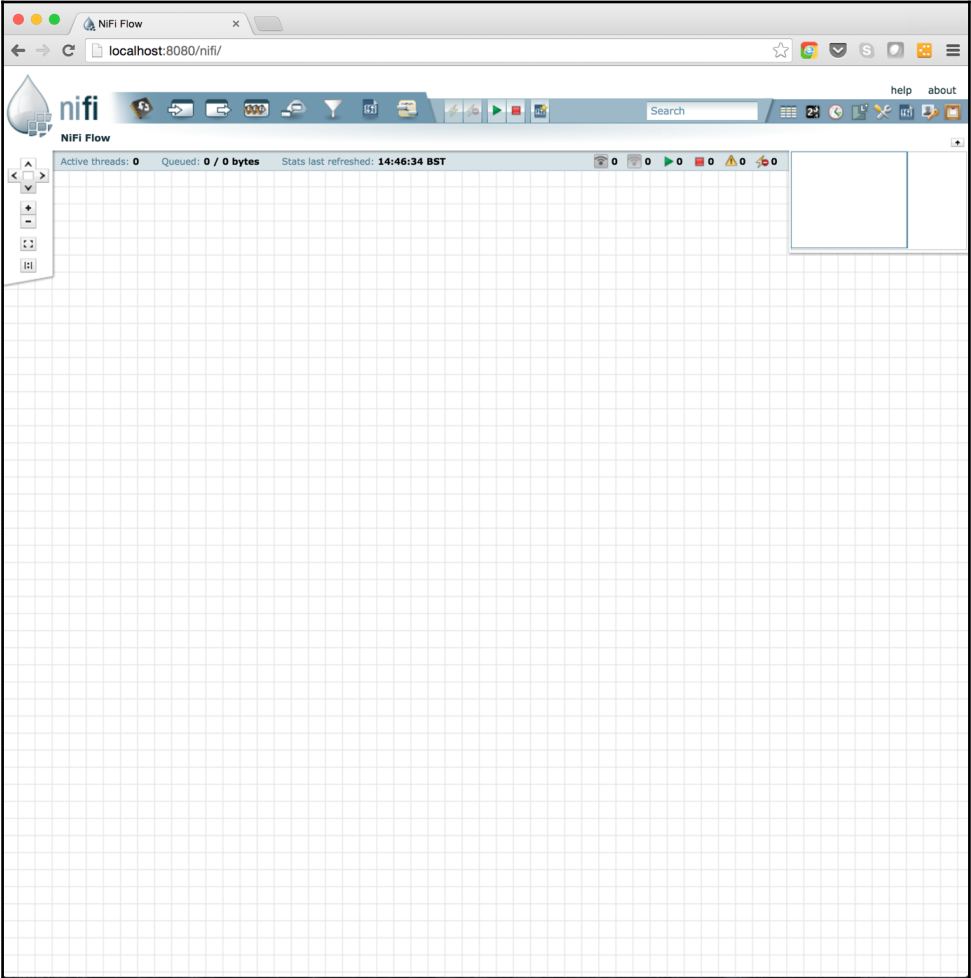 NiFi Flow
localhost:8080/nifi/
help about
nifi
Search
NiFi Flow
Active threads: 0 Queued: 0 / 0 bytes Stats last refreshed: 14:46:34 BST 0 0 0 0 0 0